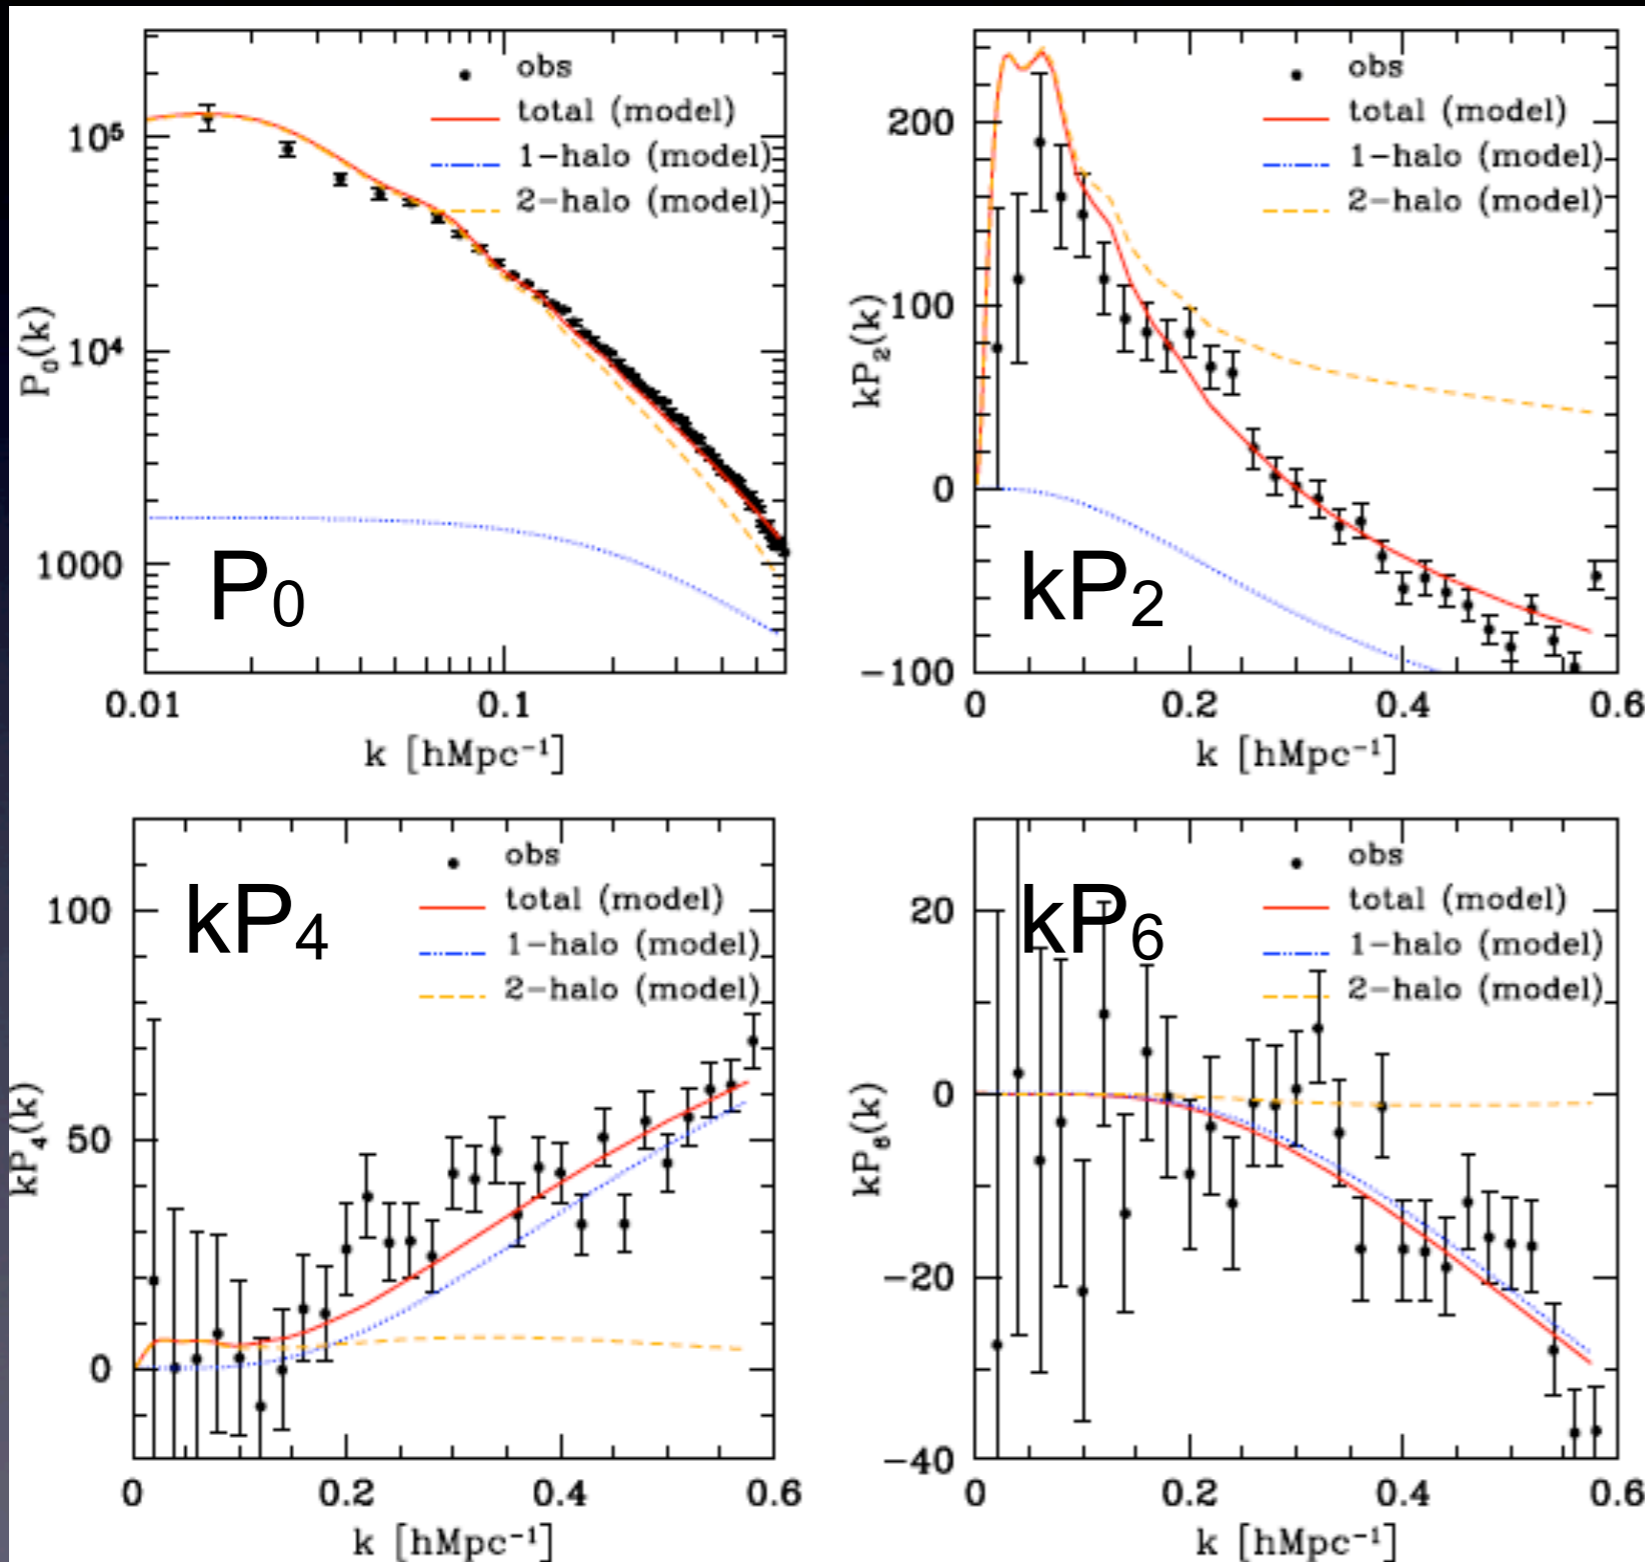 obs
total (model)
1-halo (model)
2-halo (model)
10⁵
10⁴
1000
P₀(k)
P₀
0.01 0.1
k [hMpc⁻¹]
obs
total (model)
1-halo (model)
2-halo (model)
200
100
0
-100
kP₂(k)
kP₂
0 0.2 0.4 0.6
k [hMpc⁻¹]
obs
total (model)
1-halo (model)
2-halo (model)
100
50
0
kP₄(k)
kP₄
0 0.2 0.4 0.6
k [hMpc⁻¹]
obs
total (model)
1-halo (model)
2-halo (model)
20
0
-20
-40
kP₆(k)
kP₆
0 0.2 0.4 0.6
k [hMpc⁻¹]